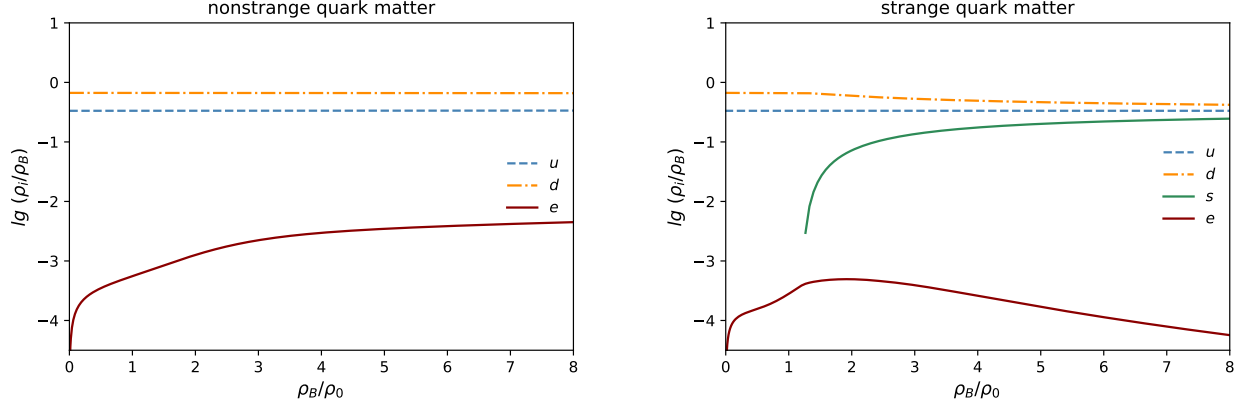 nonstrange quark matter
1
0
−1
−2
−3
−4
lg (ρi/ρB)
u
d
e
0 1 2 3 4 5 6 7 8
ρB/ρ0
strange quark matter
1
0
−1
−2
−3
−4
lg (ρi/ρB)
u
d
s
e
0 1 2 3 4 5 6 7 8
ρB/ρ0